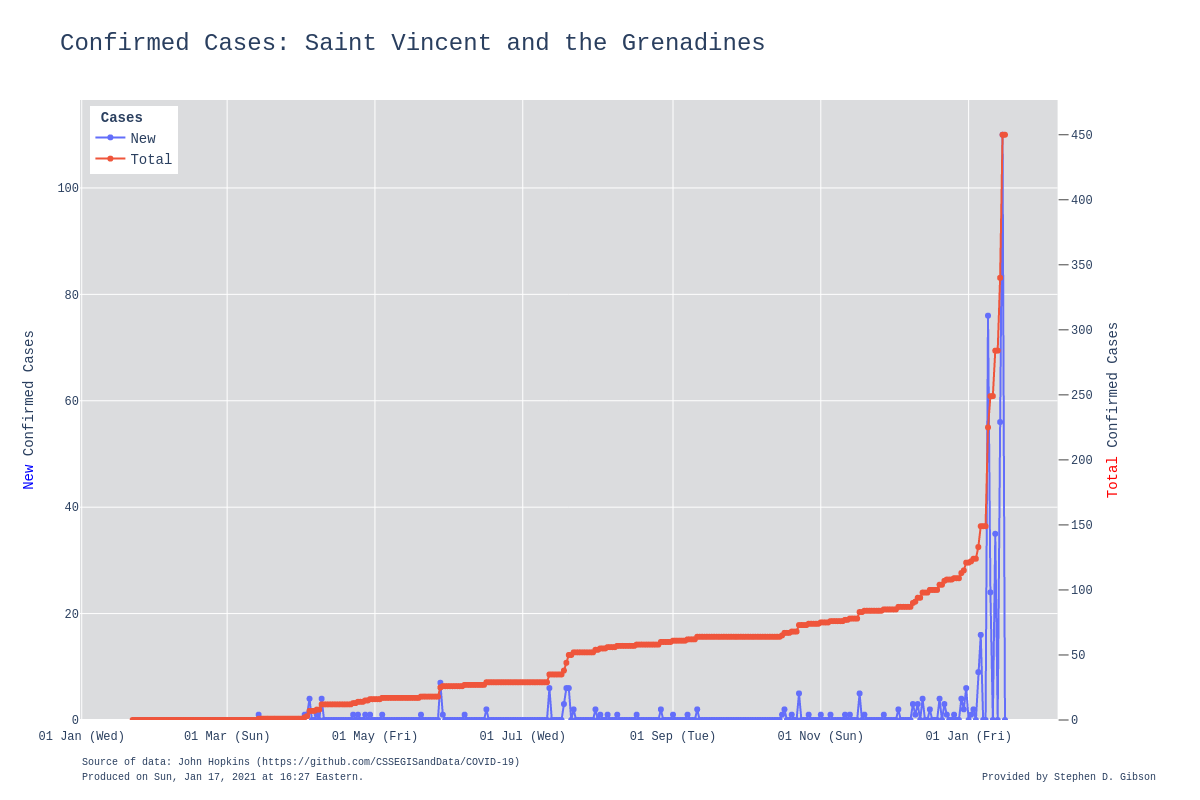 Confirmed Cases: Saint Vincent and the Grenadines
Cases
New
Total
100
80
60
40
20
0
450
400
350
300
250
200
150
100
50
0
New Confirmed Cases
Total Confirmed Cases
01 Jan (Wed)
01 Mar (Sun)
01 May (Fri)
01 Jul (Wed)
01 Sep (Tue)
01 Nov (Sun)
01 Jan (Fri)
Source of data: John Hopkins (https://github.com/CSSEGISandData/COVID-19)
Produced on Sun, Jan 17, 2021 at 16:27 Eastern.
Provided by Stephen D. Gibson